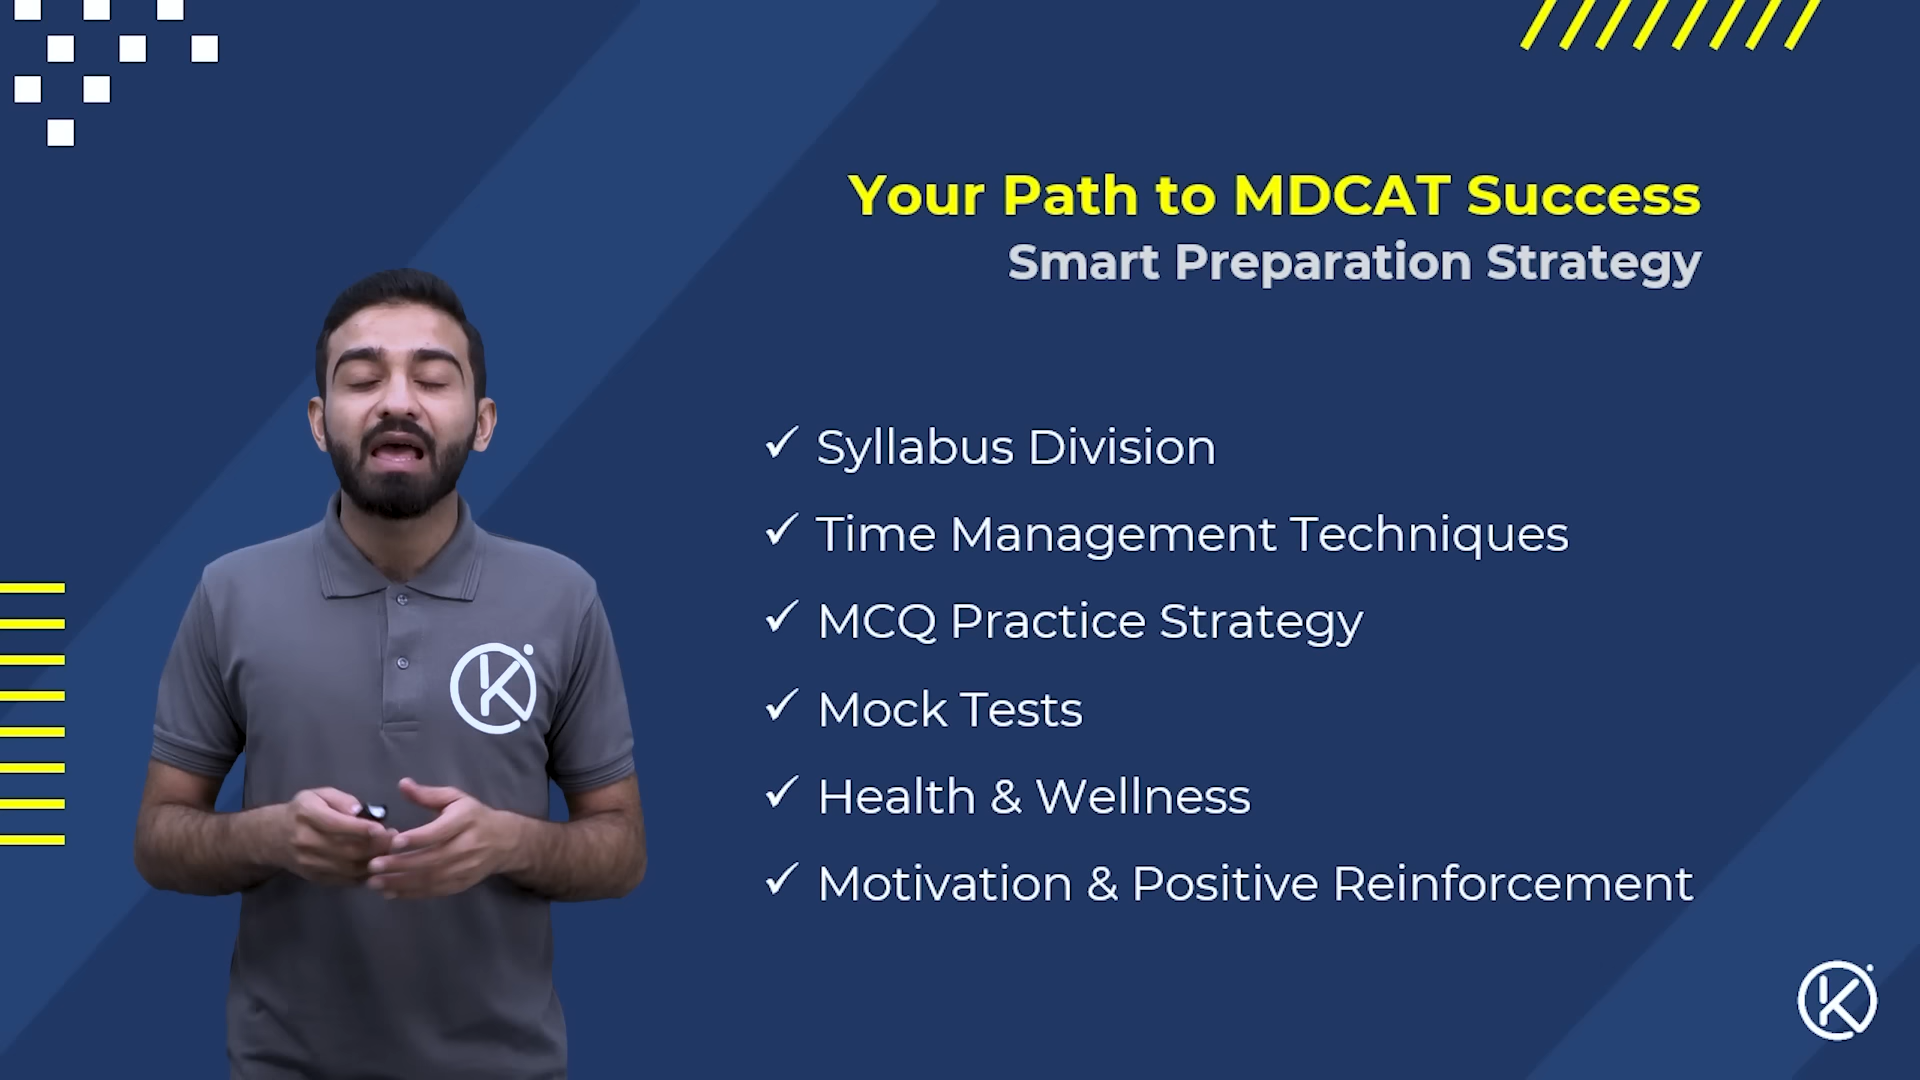 Your Path to MDCAT Success
Smart Preparation Strategy
✓ Syllabus Division
✓ Time Management Techniques
✓ MCQ Practice Strategy
✓ Mock Tests
✓ Health & Wellness
✓ Motivation & Positive Reinforcement
K
K